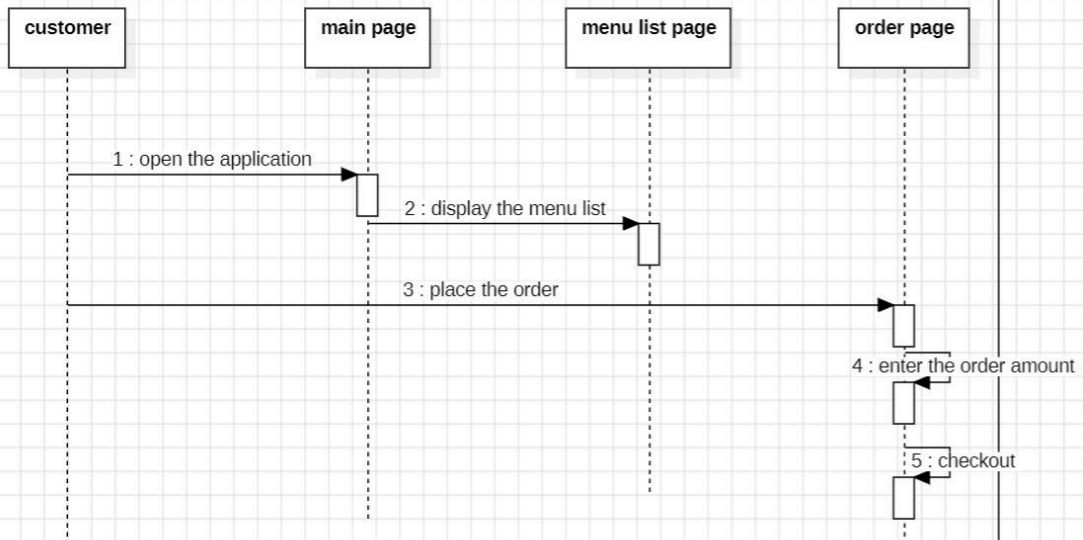 customer
main page
menu list page
order page
1 : open the application
2 : display the menu list
3 : place the order
4 : enter the order amount
5 : checkout